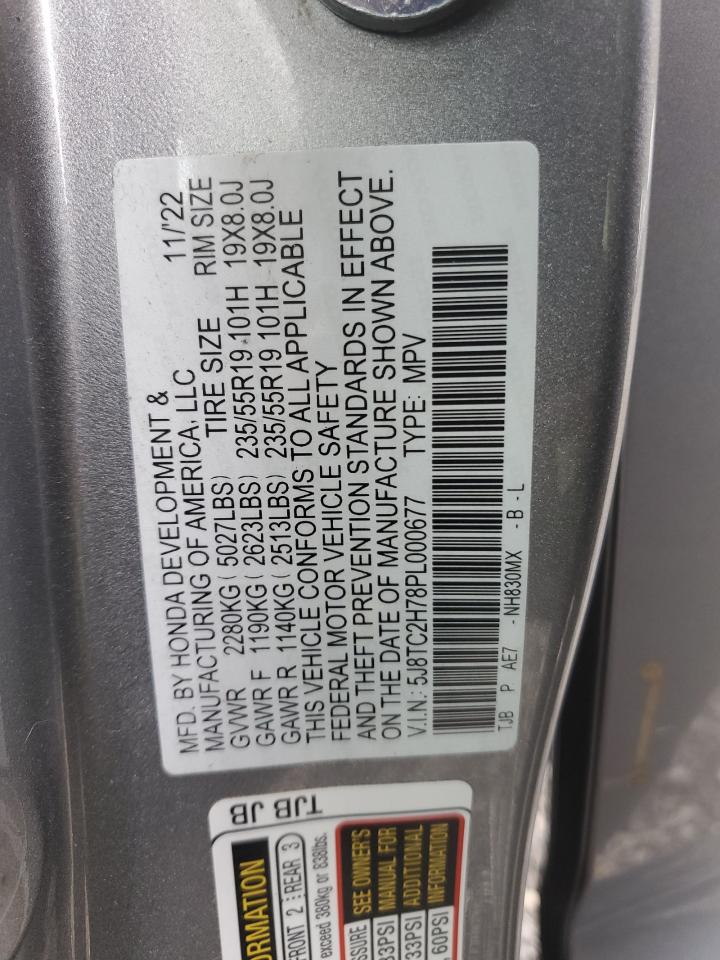 MFD. BY HONDA DEVELOPMENT &
MANUFACTURING OF AMERICA, LLC 11/'22
TIRE SIZE RIM SIZE
GVWR 2280KG ( 5027LBS)
GAWR F 1190KG ( 2623LBS) 235/55R19 101H 19X8.0J
GAWR R 1140KG ( 2513LBS) 235/55R19 101H 19X8.0J
THIS VEHICLE CONFORMS TO ALL APPLICABLE
FEDERAL MOTOR VEHICLE SAFETY
AND THEFT PREVENTION STANDARDS IN EFFECT
ON THE DATE OF MANUFACTURE SHOWN ABOVE.
V.I.N.: 5J8TC2H78PL000677 TYPE: MPV
TJB P AE7 -NH830MX -B-L
TJB JB
ORMATION
FRONT 2 REAR 3
exceed 380kg or 838lbs.
SSURE SEE OWNER'S
33PSI MANUAL FOR
33PSI ADDITIONAL
, 60PSI INFORMATION